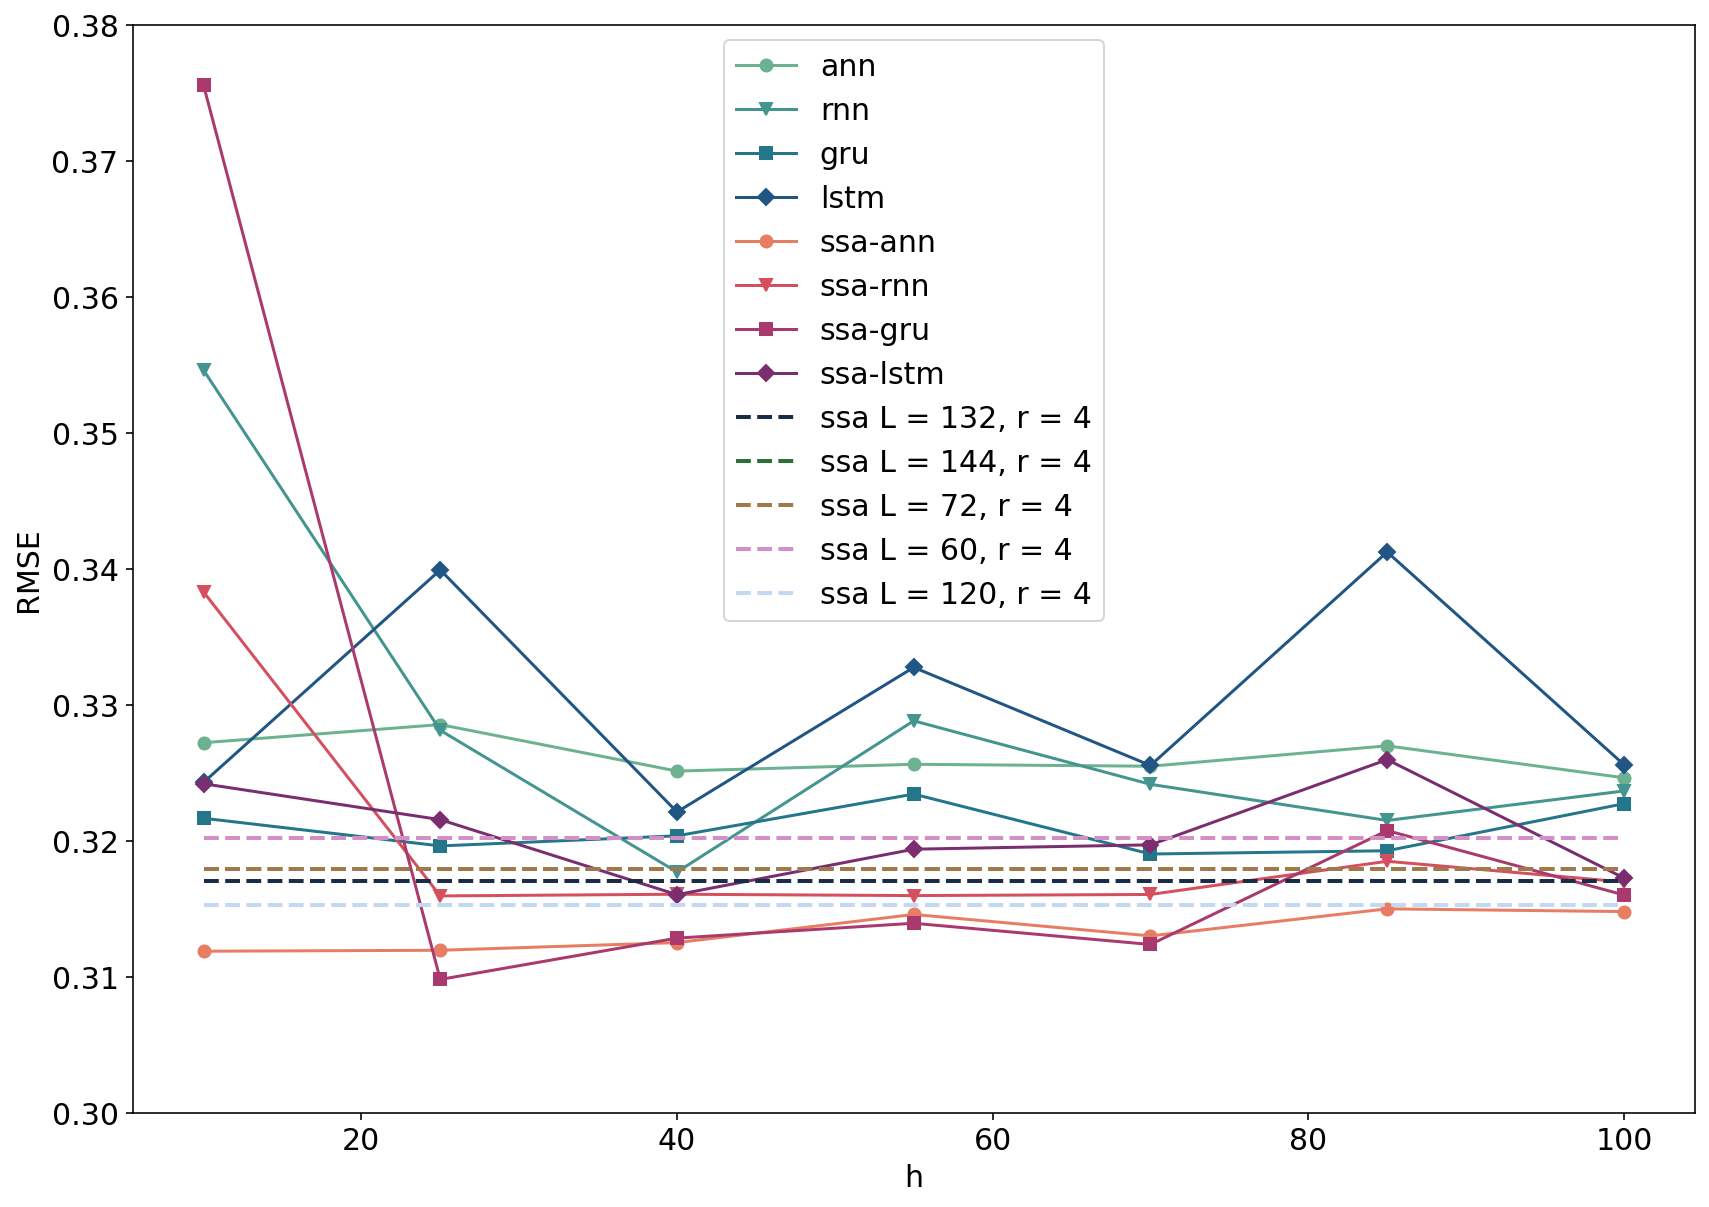 0.38
0.37
0.36
0.35
0.34
0.33
0.32
0.31
0.30
RMSE
ann
rnn
gru
lstm
ssa-ann
ssa-rnn
ssa-gru
ssa-lstm
ssa L = 132, r = 4
ssa L = 144, r = 4
ssa L = 72, r = 4
ssa L = 60, r = 4
ssa L = 120, r = 4
20 40 60 80 100
h